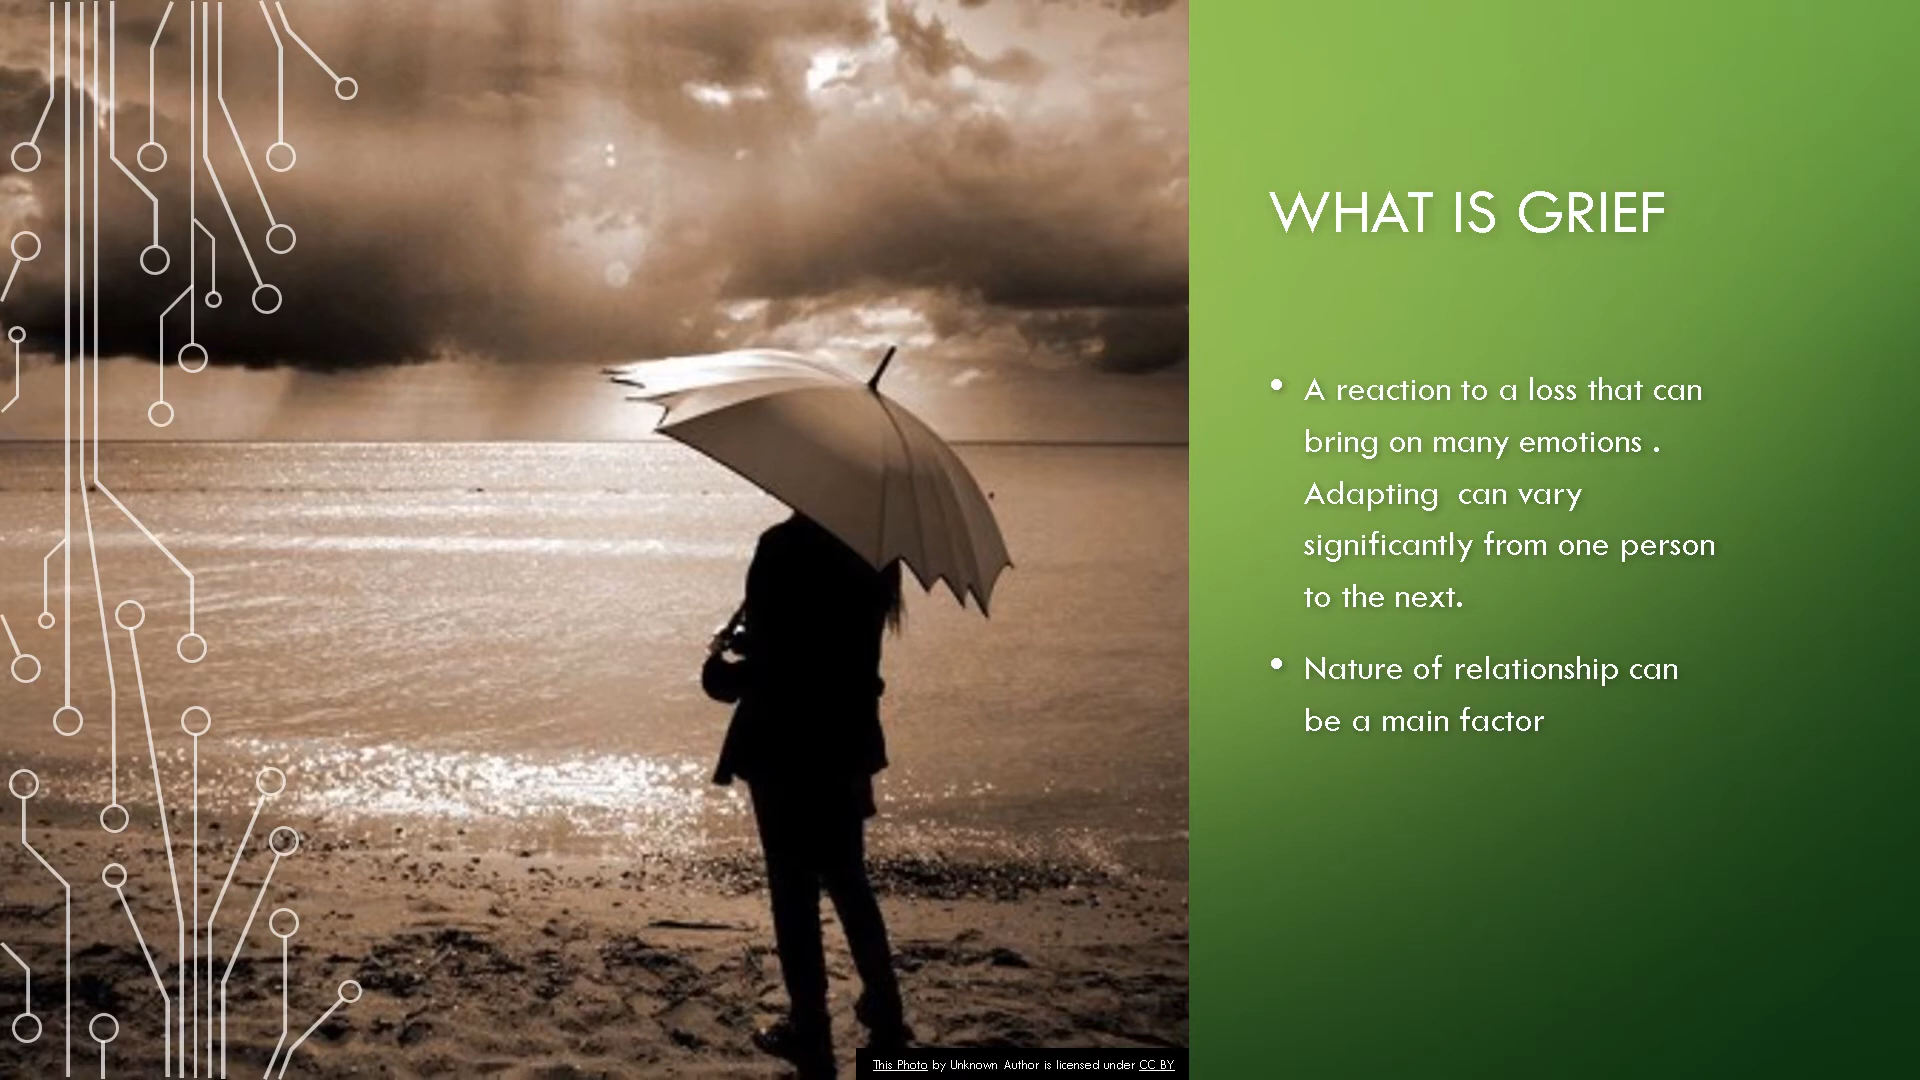 WHAT IS GRIEF
• A reaction to a loss that can
bring on many emotions .
Adapting  can vary
significantly from one person
to the next.
• Nature of relationship can
be a main factor
This Photo by Unknown Author is licensed under CC BY